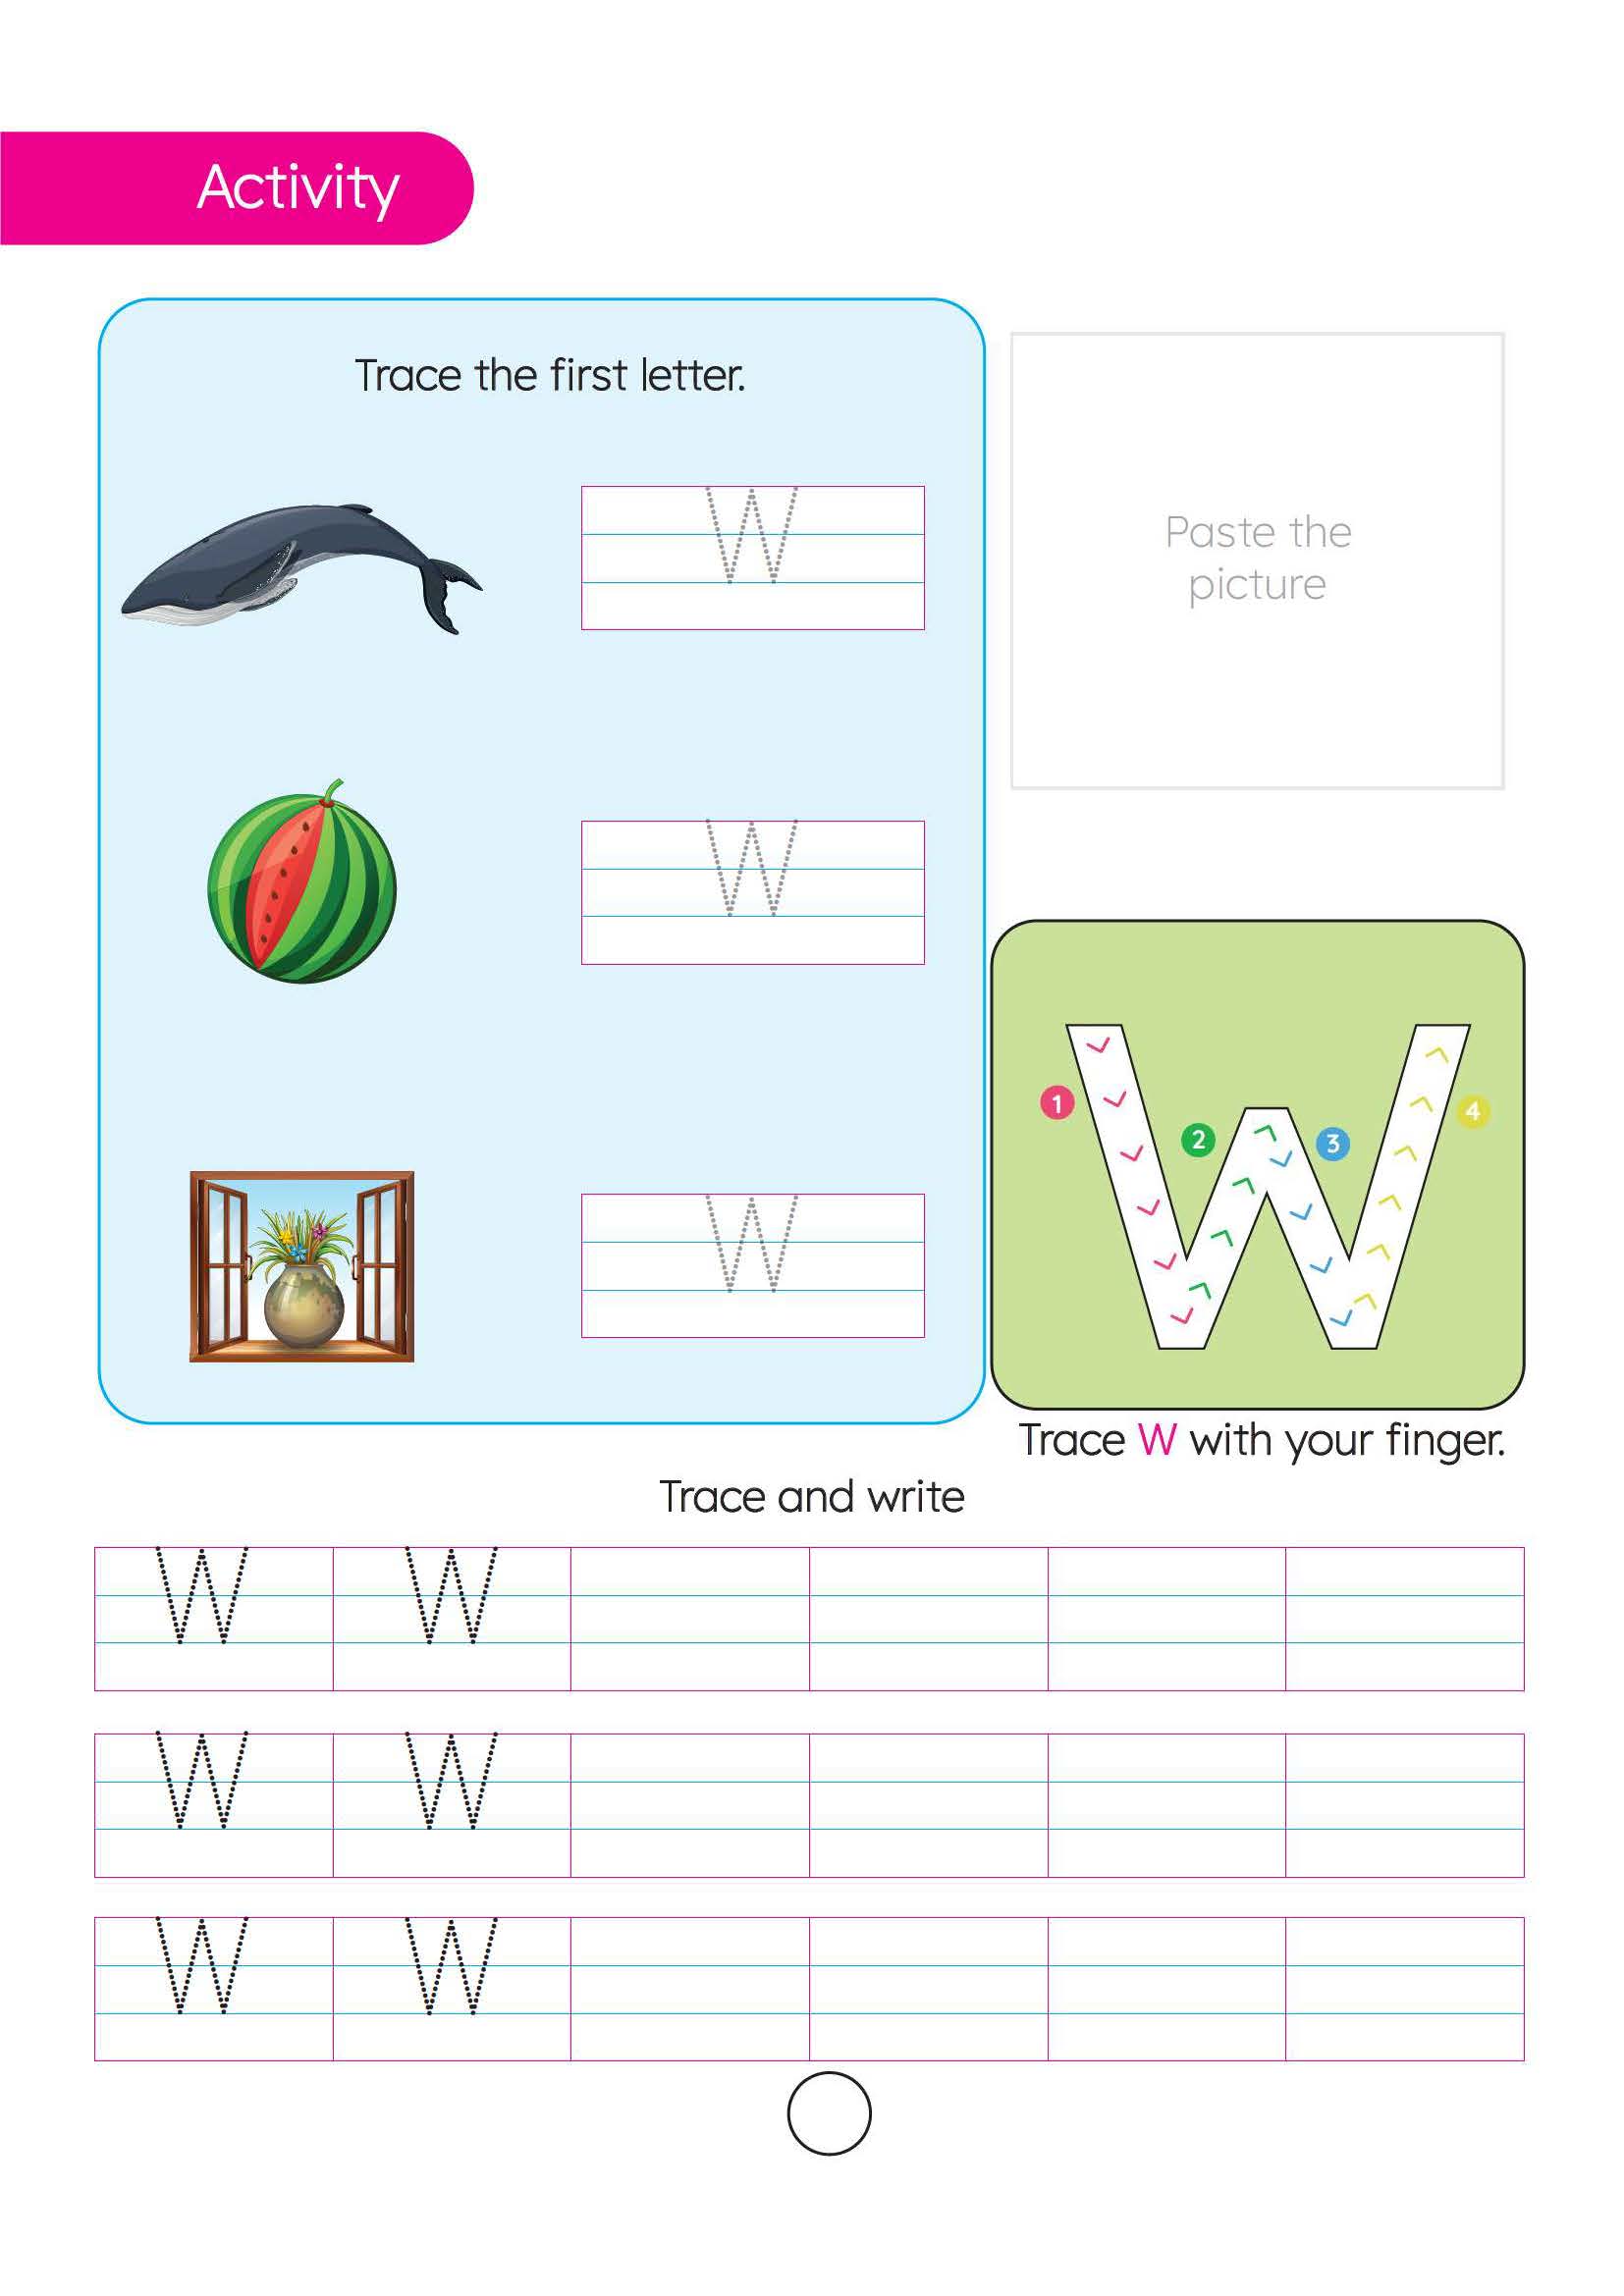 Activity
Trace the first letter.
W
W
W
Paste the
picture
1
2
3
4
W
Trace W with your finger.
Trace and write
W W
W W
W W